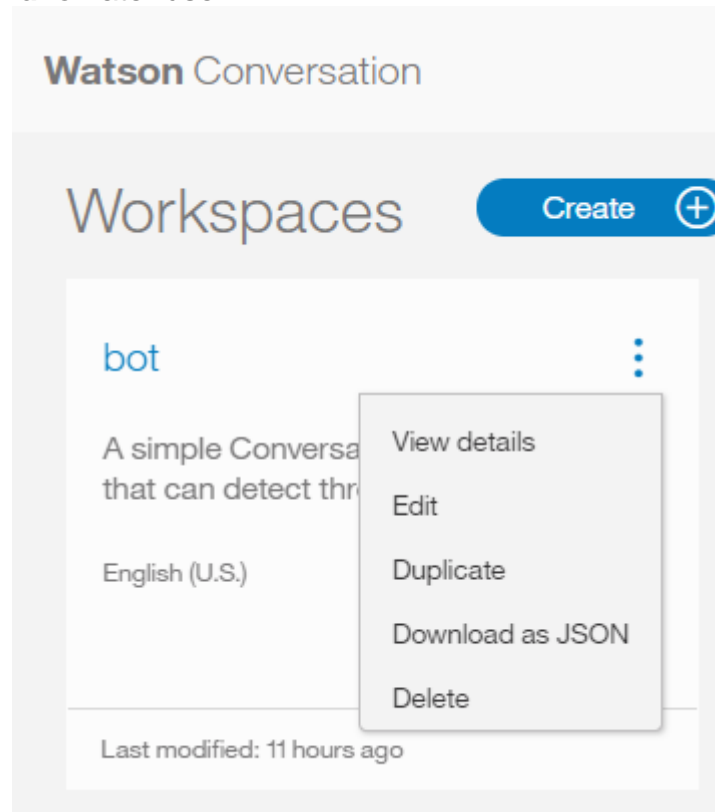 Watson Conversation
Workspaces
Create
bot
A simple Conversa
that can detect thr
English (U.S.)
View details
Edit
Duplicate
Download as JSON
Delete
Last modified: 11 hours ago